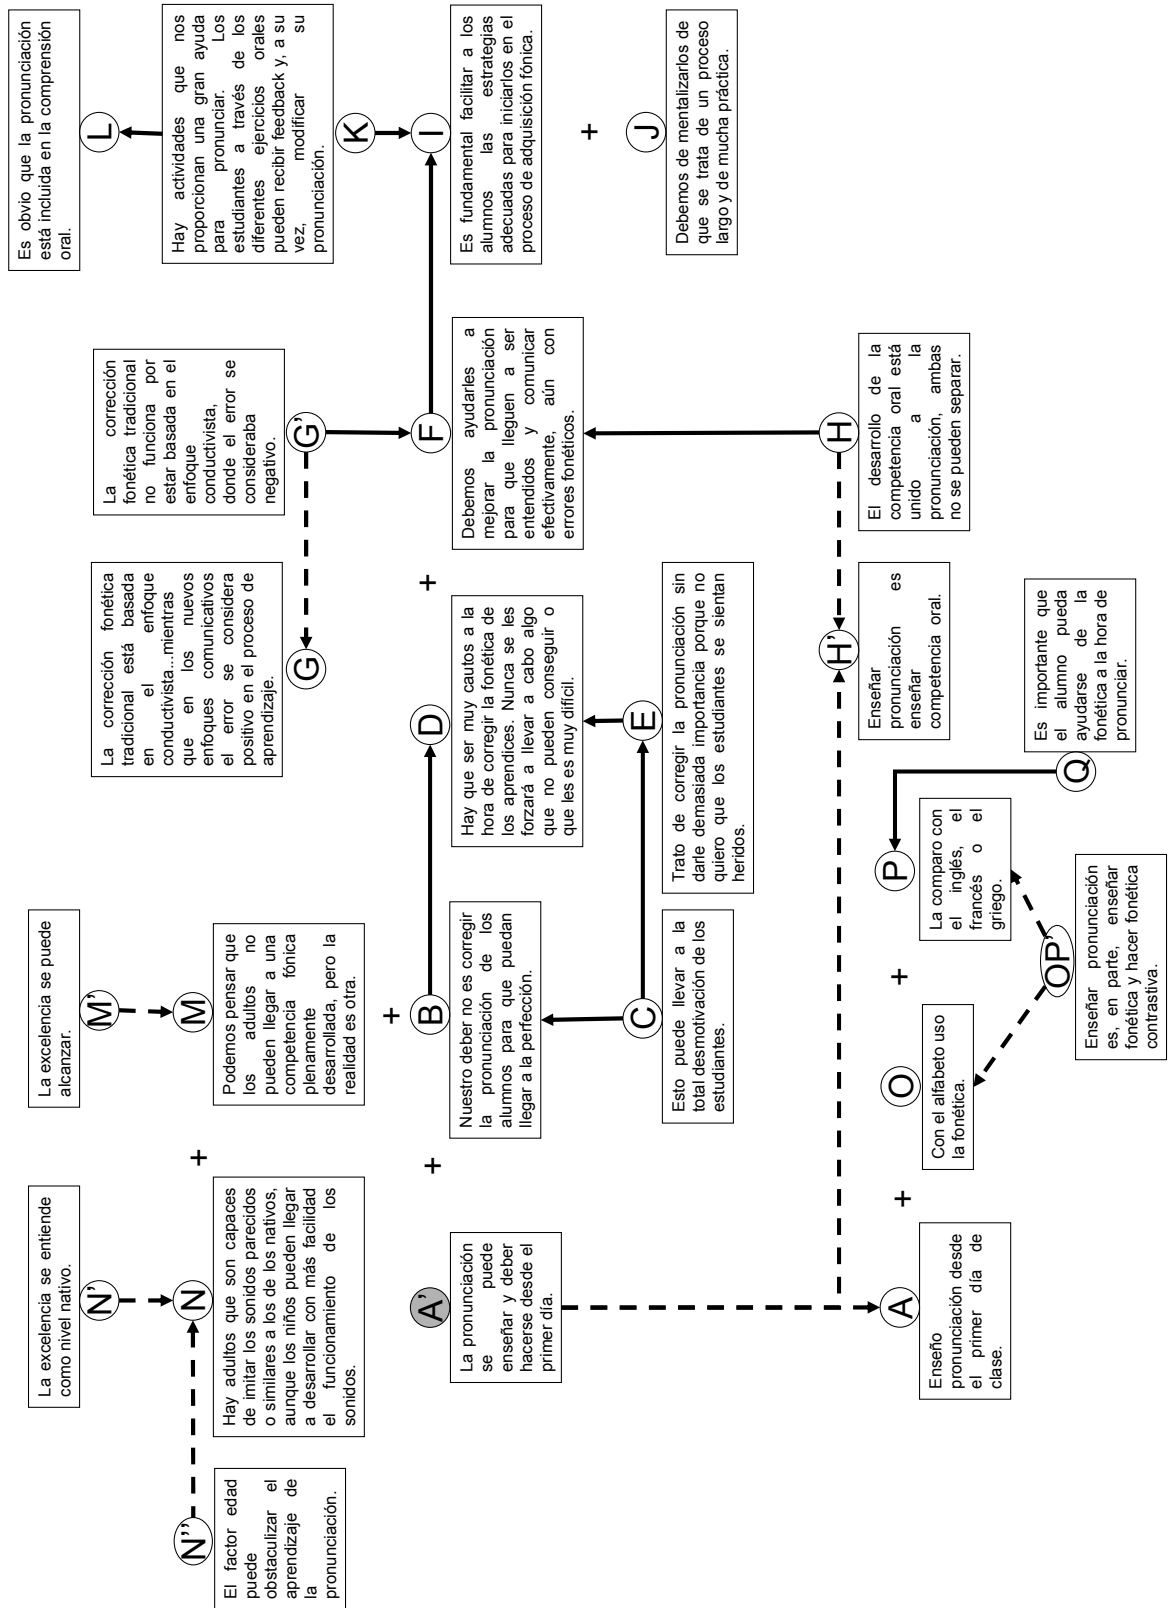 La excelencia se entiende
como nivel nativo.
N'
La excelencia se puede
alcanzar.
M'
Es obvio que la pronunciación
está incluida en la comprensión
oral.
L
N''
El factor edad
puede
obstaculizar el
aprendizaje de
la
pronunciación.
N
Hay adultos que son capaces
de imitar los sonidos parecidos
o similares a los de los nativos,
aunque los niños pueden llegar
a desarrollar con más facilidad
el funcionamiento de los
sonidos.
+
M
Podemos pensar que
los adultos no
pueden llegar a una
competencia fónica
plenamente
desarrollada, pero la
realidad es otra.
La corrección fonética
tradicional está basada
en el enfoque
conductivista...mientras
que en los nuevos
enfoques comunicativos
el error se considera
positivo en el proceso de
aprendizaje.
G
La corrección
fonética tradicional
no funciona por
estar basada en el
enfoque
conductivista,
donde el error se
consideraba
negativo.
G'
Hay actividades que nos
proporcionan una gran ayuda
para pronunciar. Los
estudiantes a través de los
diferentes ejercicios orales
pueden recibir feedback y, a su
vez, modificar su
pronunciación.
K
+
A'
La pronunciación
se puede
enseñar y deber
hacerse desde el
primer día.
+
B
Nuestro deber no es corregir
la pronunciación de los
alumnos para que puedan
llegar a la perfección.
D
Hay que ser muy cautos a la
hora de corregir la fonética de
los aprendices. Nunca se les
forzará a llevar a cabo algo
que no pueden conseguir o
que les es muy difícil.
+
F
Debemos ayudarles a
mejorar la pronunciación
para que lleguen a ser
entendidos y comunicar
efectivamente, aún con
errores fonéticos.
I
Es fundamental facilitar a los
alumnos las estrategias
adecuadas para iniciarlos en el
proceso de adquisición fónica.
+
C
Esto puede llevar a la
total desmotivación de los
estudiantes.
E
Trato de corregir la pronunciación sin
darle demasiada importancia porque no
quiero que los estudiantes se sientan
heridos.
J
Debemos de mentalizarlos de
que se trata de un proceso
largo y de mucha práctica.
H'
Enseñar
pronunciación es
enseñar
competencia oral.
H
El desarrollo de la
competencia oral está
unido a la
pronunciación, ambas
no se pueden separar.
A
Enseño
pronunciación desde
el primer día de
clase.
+
O
Con el alfabeto uso
la fonética.
+
P
La comparo con
el inglés, el
francés o el
griego.
OP'
Enseñar pronunciación
es, en parte, enseñar
fonética y hacer fonética
contrastiva.
Q
Es importante que
el alumno pueda
ayudarse de la
fonética a la hora de
pronunciar.